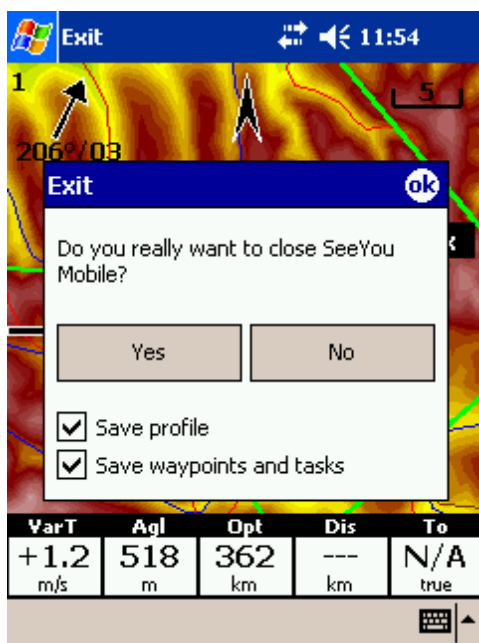 Exit 11:54
1
5
206º/03
Exit ok
Do you really want to close SeeYou
Mobile?
Yes No
Save profile
Save waypoints and tasks
VarT Agl Opt Dis To
+1.2 518 362 --- N/A
m/s m km km true